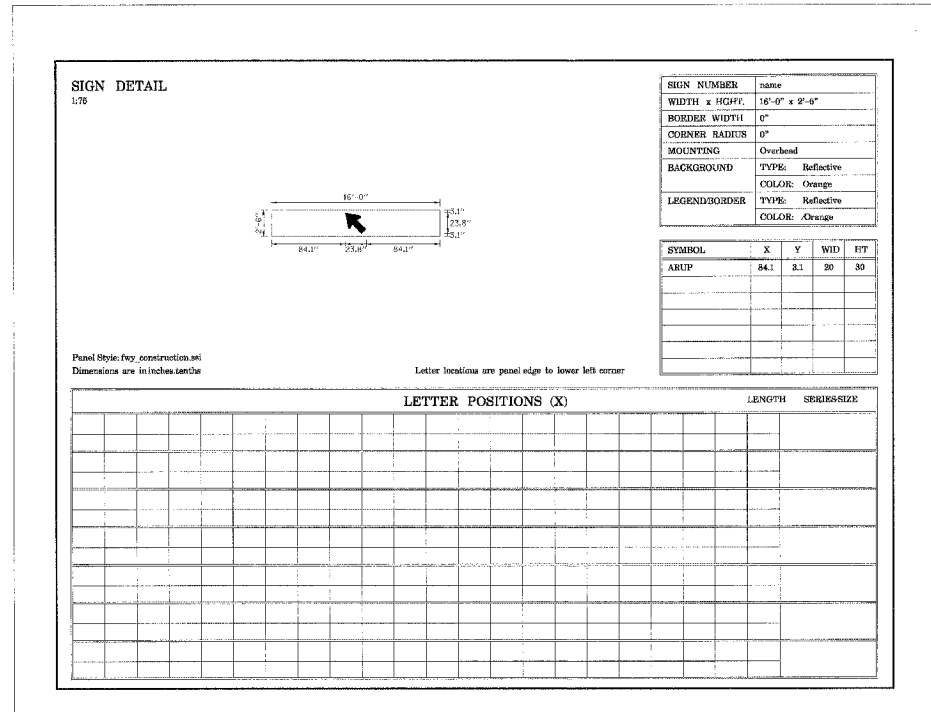 SIGN DETAIL
1:75
SIGN NUMBER name
WIDTH x HGHT. 16'-0" x 2'-6"
BORDER WIDTH 0"
CORNER RADIUS 0"
MOUNTING Overhead
BACKGROUND TYPE: Reflective
COLOR: Orange
LEGEND/BORDER TYPE: Reflective
COLOR: Orange
16'-0"
2'-6"
3.1"
23.8"
3.1"
84.1" 23.8" 84.1"
SYMBOL X Y WID HT
ARUP 84.1 3.1 20 30
Panel Style: fwy_construction.ssi
Dimensions are in inches.tenths
Letter locations are panel edge to lower left corner
LETTER POSITIONS (X) LENGTH SERIES-SIZE